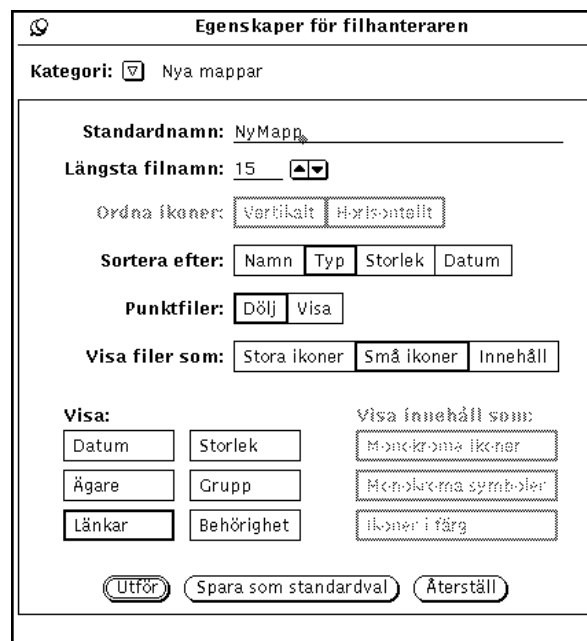 Egenskaper för filhanteraren
Kategori: Nya mappar
Standardnamn: NyMapp
Längsta filnamn: 15
Ordna ikoner: Vertikalt Horisontellt
Sortera efter: Namn Typ Storlek Datum
Punktfiler: Dölj Visa
Visa filer som: Stora ikoner Små ikoner Innehåll
Visa: Visa innehåll som:
Datum Storlek Monokroma ikoner
Ägare Grupp Monokroma symboler
Länkar Behörighet Ikoner i färg
Utför Spara som standardval Återställ